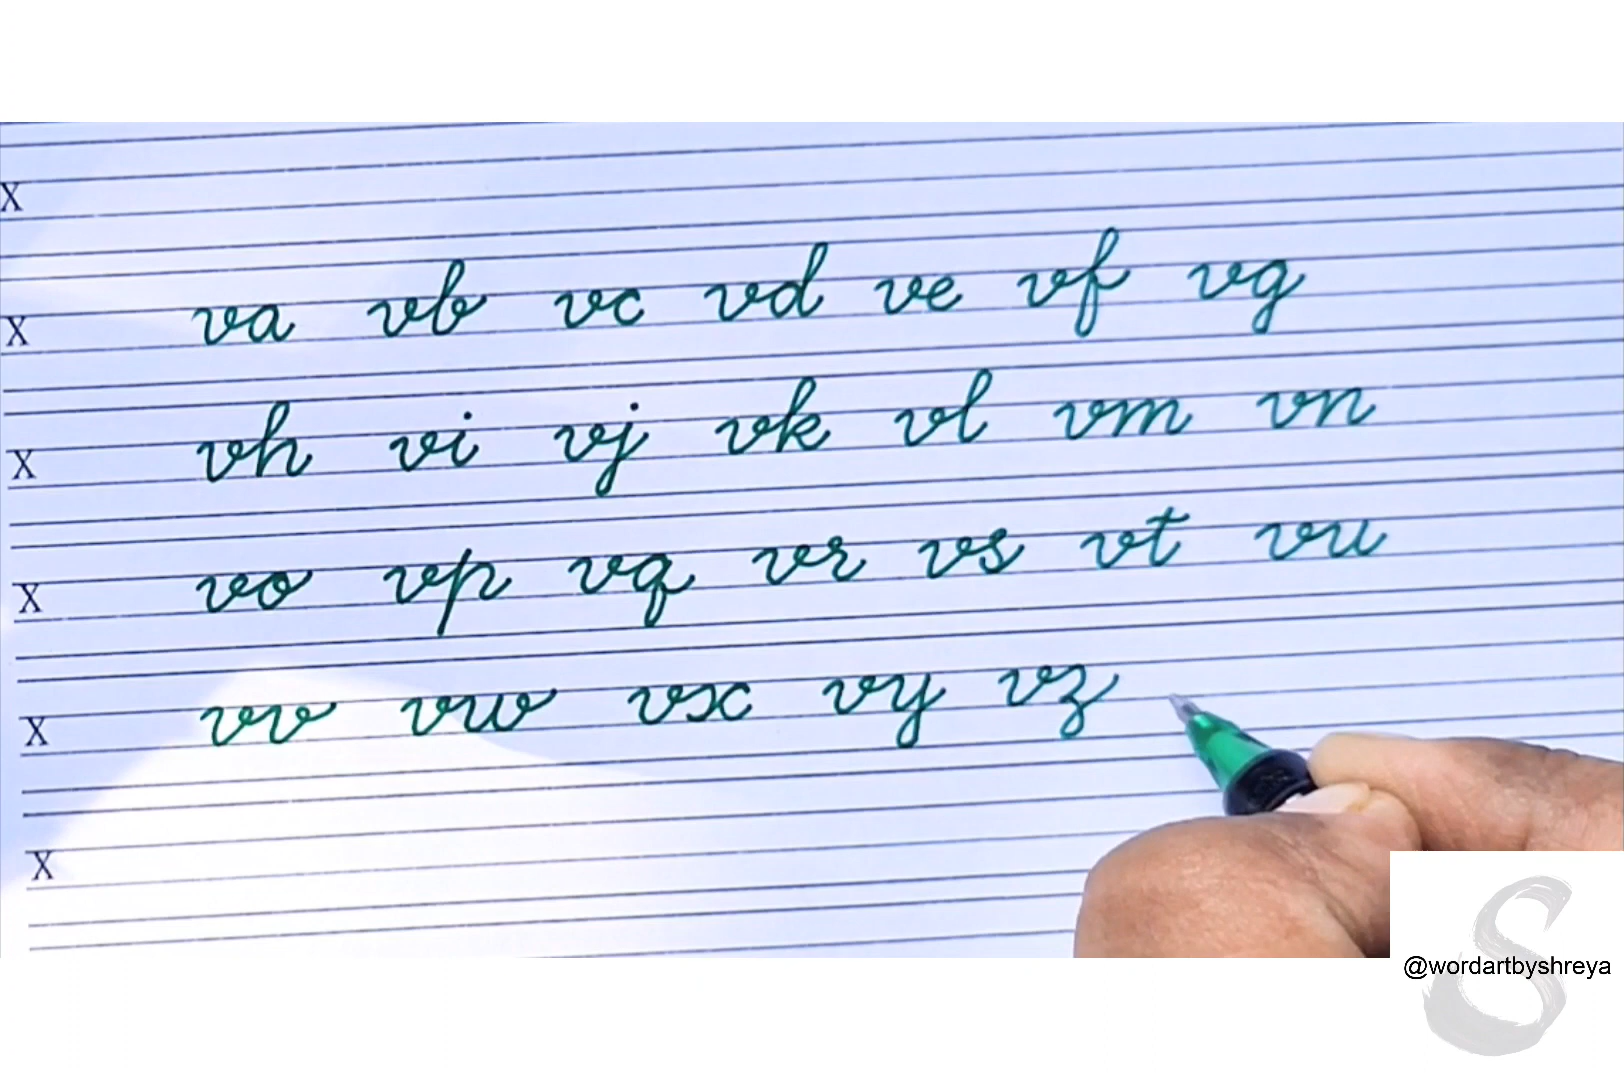 X
X va vb vc vd ve vf vg
X vh vi vj vk vl vm vn
X vo vp vq vr vs vt vu
X vv vw vx vy vz
X
S
@wordartbyshreya